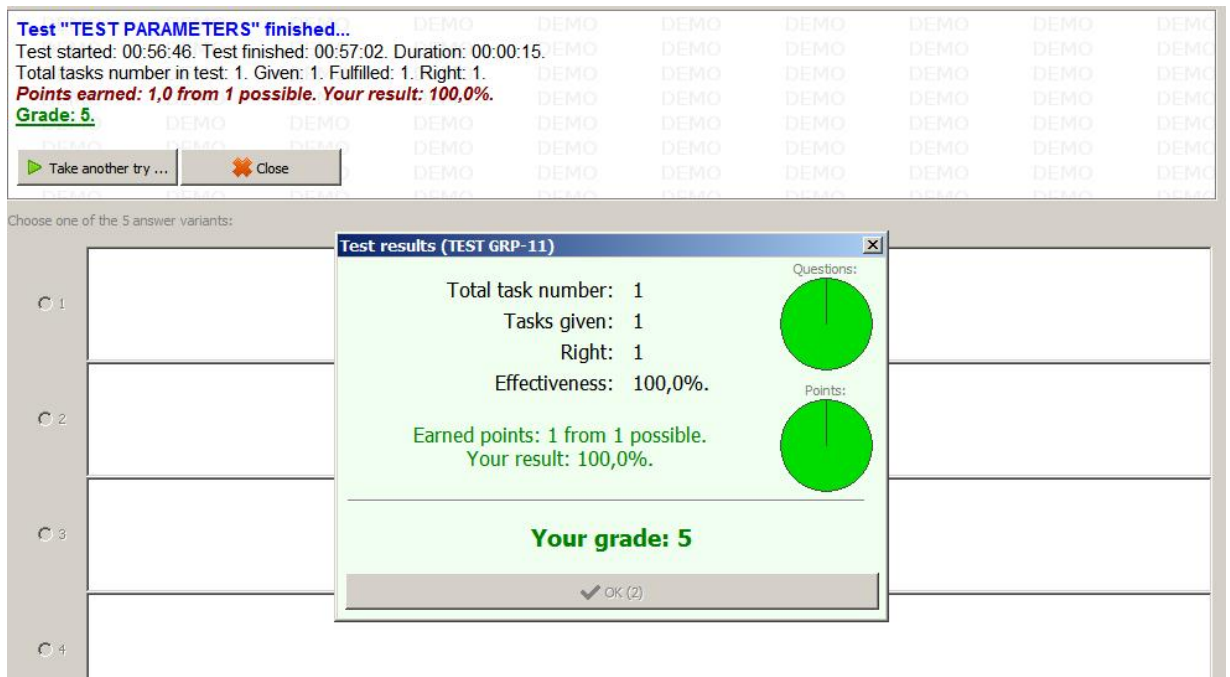 Test "TEST PARAMETERS" finished...
Test started: 00:56:46. Test finished: 00:57:02. Duration: 00:00:15.
Total tasks number in test: 1. Given: 1. Fulfilled: 1. Right: 1.
Points earned: 1,0 from 1 possible. Your result: 100,0%.
Grade: 5.
Take another try ...
Close
DEMO
Choose one of the 5 answer variants:
1
2
3
4
Test results (TEST GRP-11)
Questions:
Total task number: 1
Tasks given: 1
Right: 1
Effectiveness: 100,0%.
Points:
Earned points: 1 from 1 possible.
Your result: 100,0%.
Your grade: 5
OK (2)